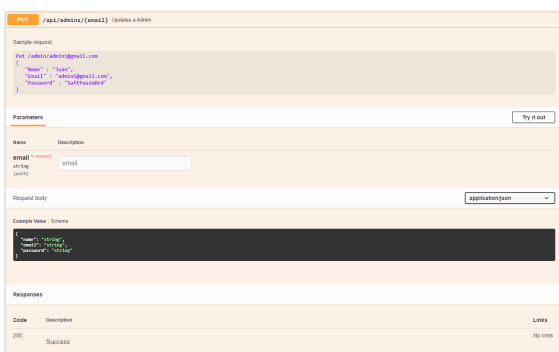 PUT /api/admins/{email} Updates a Admin
Sample request:
Put /admin/admin1@gmail.com
{
"Name" : "Juan",
"Email" : "admin1@gmail.com",
"Password" : "SafEPassW0rd"
}
Parameters Try it out
Name Description
email * required
string
(path)
email
Request body application/json
Example Value | Schema
{
"name": "string",
"email": "string",
"password": "string"
}
Responses
Code Description Links
200 Success No links